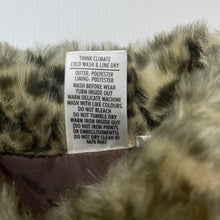 THINK CLIMATE
COLD WASH & LINE DRY
OUTER: POLYESTER
LINING: POLYESTER
WASH BEFORE WEAR
TURN INSIDE OUT
WARM DELICATE MACHINE
WASH WITH LIKE COLOURS
DO NOT BLEACH
DO NOT TUMBLE DRY
WARM IRON INSIDE OUT
(DO NOT IRON PRINT
OR EMBELLISHMENTS)
DO NOT DRY CLEAN